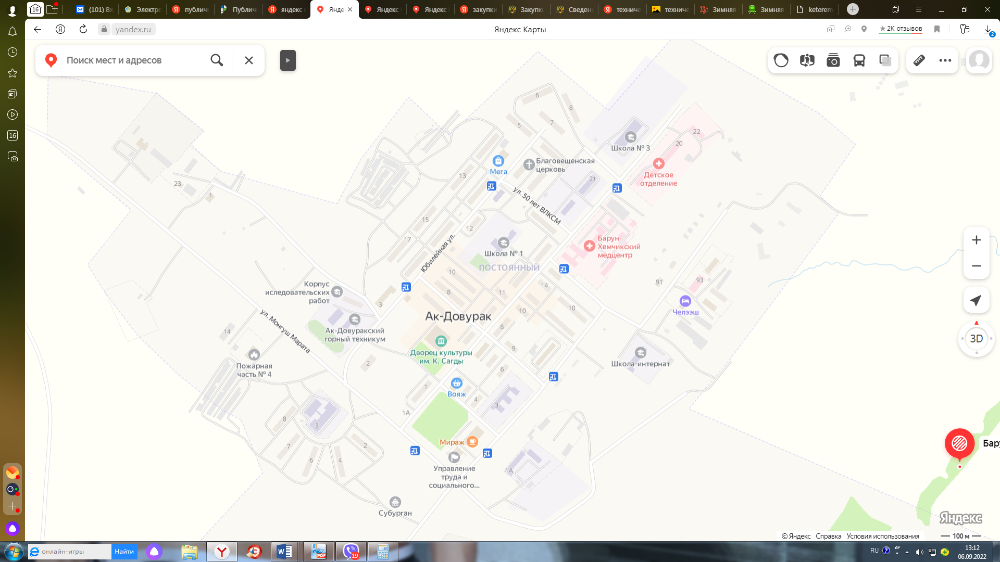 16
(101) Вх
Электро
публичн
Публич
яндекс к
Яндек
Яндекс
Яндекс
закупки
Закупки
Сведен
техниче
техниче
Зимняя
Зимняя
keterem
yandex.ru
Яндекс Карты
2К отзывов
2
Поиск мест и адресов
16
6
8
7
5
22
20
Школа № 3
Мега
Благовещенская
церковь
Детское
отделение
13
21
23
1
ул. 50 лет ВЛКСМ
15
12
17
Юбилейная ул.
Школа № 1
ПОСТОЯННЫЙ
Барун-
Хемчикский
медцентр
10
8
11
14
91
93
Челээш
Корпус
иследовательских
работ
3
10
10
Ак-Довурак
8
ул. Монгуш Марата
14
Ак-Довуракский
горный техникум
Дворец культуры
им. К. Сагды
9
Школа-интернат
Пожарная
часть № 4
2
6
1
Вояж
4
3
1А
8
3
7
2
6
4
Мираж
Управление
труда и
социального...
1А
Субурган
3D
Бару
Яндекс
© Яндекс Справка Условия использования
100 м
онлайн-игры
Найти
PDF
19
RU
13:12
06.09.2022